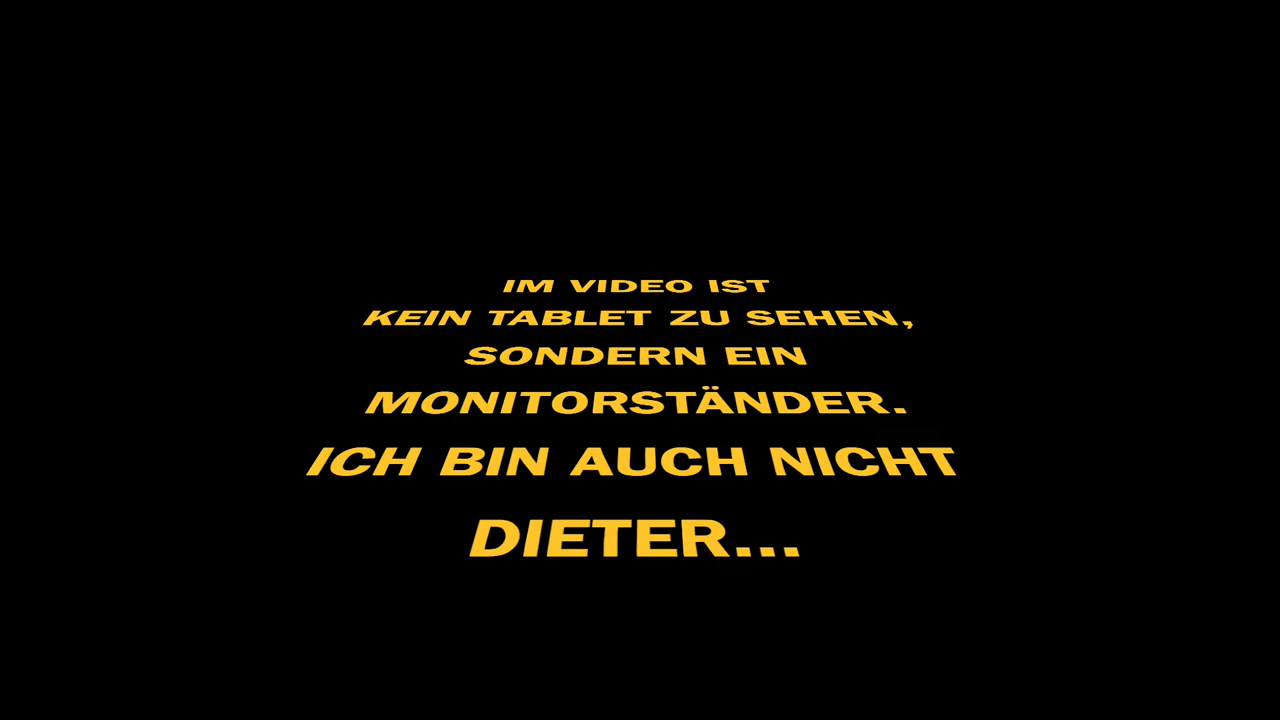 IM VIDEO IST
KEIN TABLET ZU SEHEN,
SONDERN EIN
MONITORSTÄNDER.
ICH BIN AUCH NICHT
DIETER...